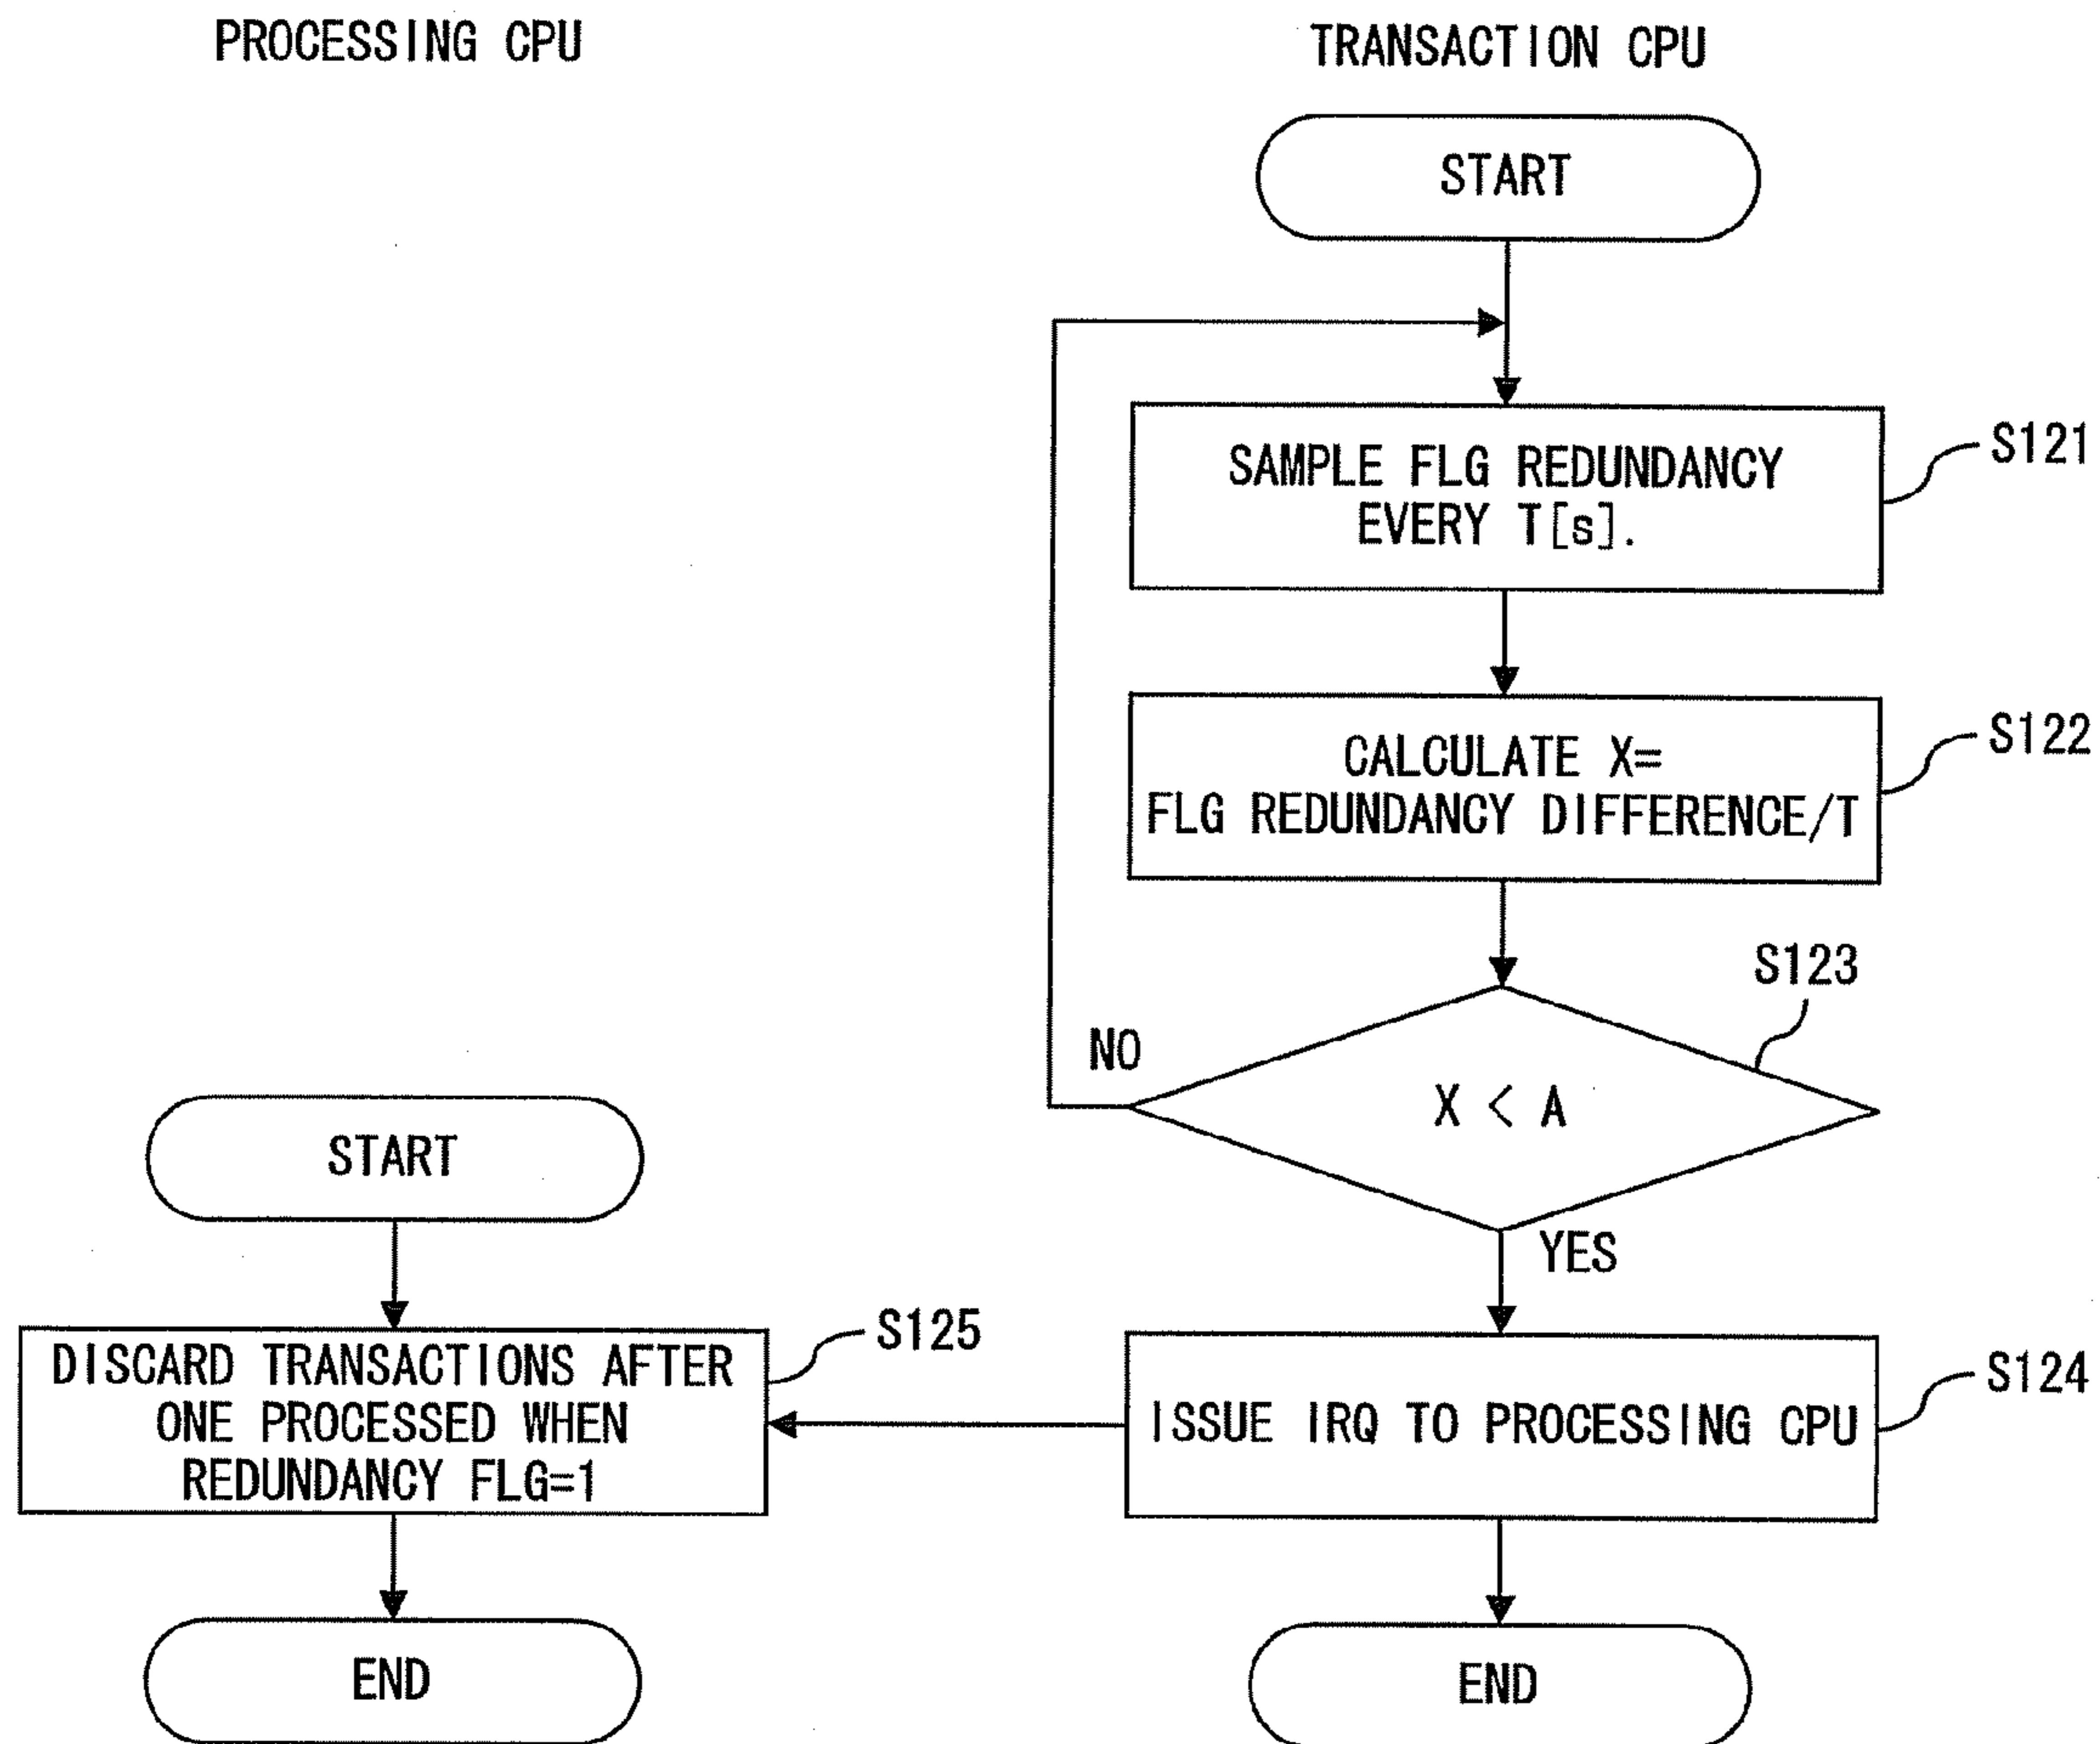 PROCESSING CPU
TRANSACTION CPU
START
SAMPLE FLG REDUNDANCY
EVERY T[s].
S121
CALCULATE X=
FLG REDUNDANCY DIFFERENCE/T
S122
S123
NO
X < A
YES
START
DISCARD TRANSACTIONS AFTER
ONE PROCESSED WHEN
REDUNDANCY FLG=1
S125
ISSUE IRQ TO PROCESSING CPU
S124
END
END